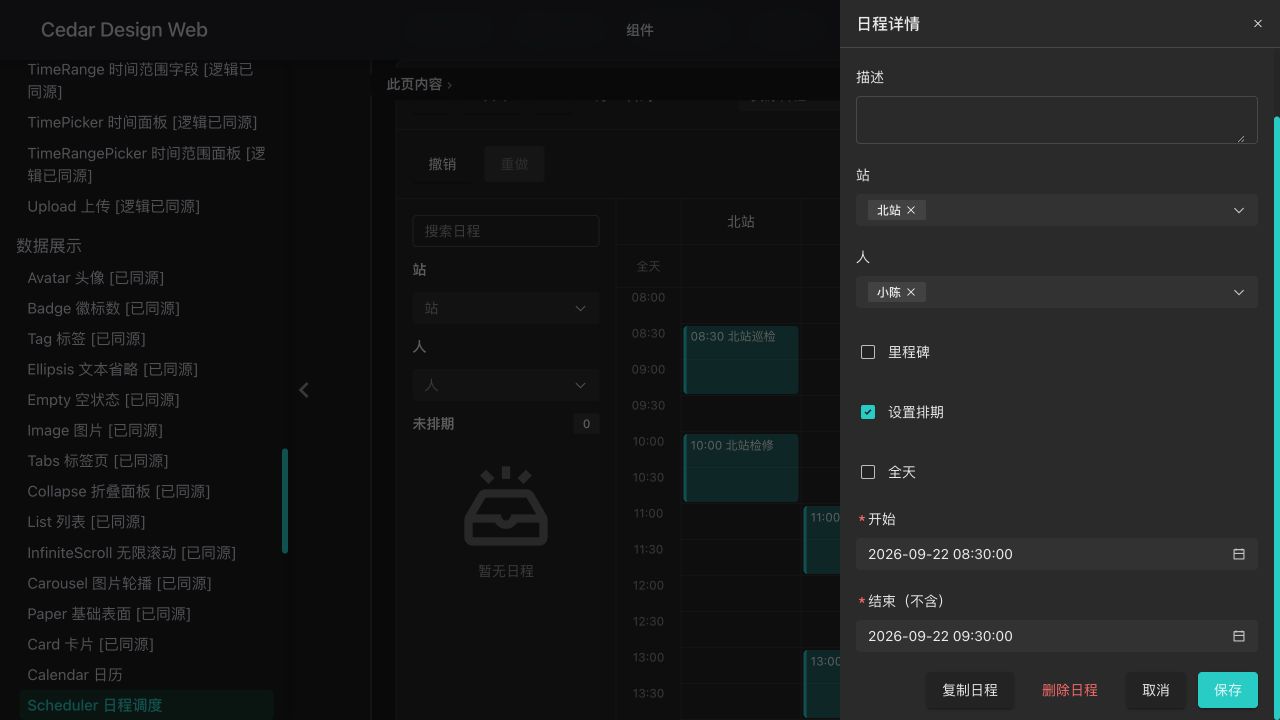 Cedar Design Web
组件
TimeRange 时间范围字段 [逻辑已
同源]
TimePicker 时间面板 [逻辑已同源]
TimeRangePicker 时间范围面板 [逻
辑已同源]
Upload 上传 [逻辑已同源]
数据展示
Avatar 头像 [已同源]
Badge 徽标数 [已同源]
Tag 标签 [已同源]
Ellipsis 文本省略 [已同源]
Empty 空状态 [已同源]
Image 图片 [已同源]
Tabs 标签页 [已同源]
Collapse 折叠面板 [已同源]
List 列表 [已同源]
InfiniteScroll 无限滚动 [已同源]
Carousel 图片轮播 [已同源]
Paper 基础表面 [已同源]
Card 卡片 [已同源]
Calendar 日历
Scheduler 日程调度
此页内容
撤销
重做
搜索日程
站
站
人
人
未排期
0
暂无日程
北站
全天
08:00
08:30
09:00
09:30
10:00
10:30
11:00
11:30
12:00
12:30
13:00
13:30
08:30 北站巡检
10:00 北站检修
11:00
13:00
日程详情
描述
站
北站
人
小陈
里程碑
设置排期
全天
* 开始
2026-09-22 08:30:00
* 结束（不含）
2026-09-22 09:30:00
复制日程
删除日程
取消
保存